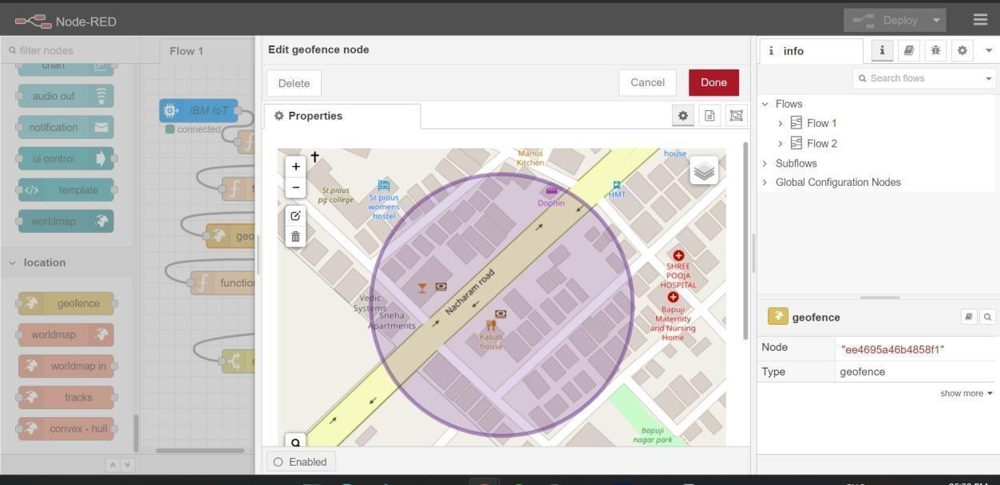 Node-RED
Deploy
filter nodes
Flow 1
Edit geofence node
info
Delete
Cancel
Done
Search flows
chart
audio out
notification
ui control
template
worldmap
location
geofence
worldmap
worldmap in
tracks
convex - hull
IBM IoT
connected
f
geo
functio
s
Properties
+
−
Manus
Kitchen
house
St.pious
pg college
St.pious
womens
hostel
Dophin
HMT
SHREE
POOJA
HOSPITAL
Bapuji
Maternity
and Nursing
Home
Vedic
Systems
Sneha
Apartments
Nacharam road
Kabab
house
bapuji
nagar park
Enabled
Flows
Flow 1
Flow 2
Subflows
Global Configuration Nodes
geofence
Node
"ee4695a46b4858f1"
Type
geofence
show more